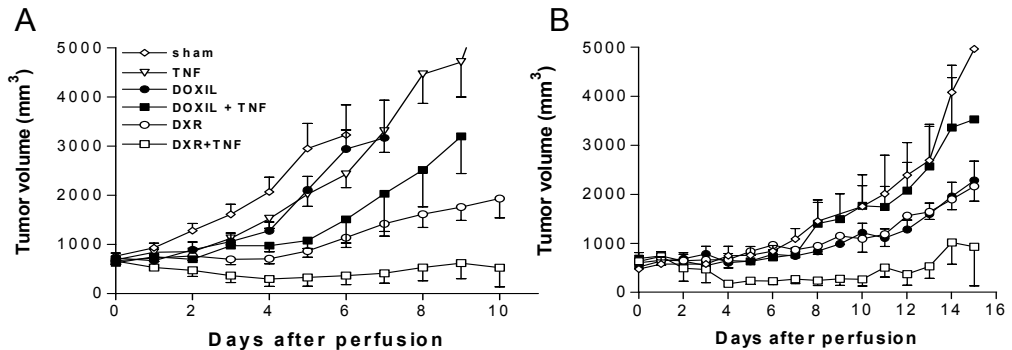 A
Tumor volume (mm3)
5000
4000
3000
2000
1000
0
sham
TNF
DOXIL
DOXIL + TNF
DXR
DXR+TNF
0 2 4 6 8 10
Days after perfusion
B
Tumor volume (mm3)
5000
4000
3000
2000
1000
0
0 2 4 6 8 10 12 14 16
Days after perfusion